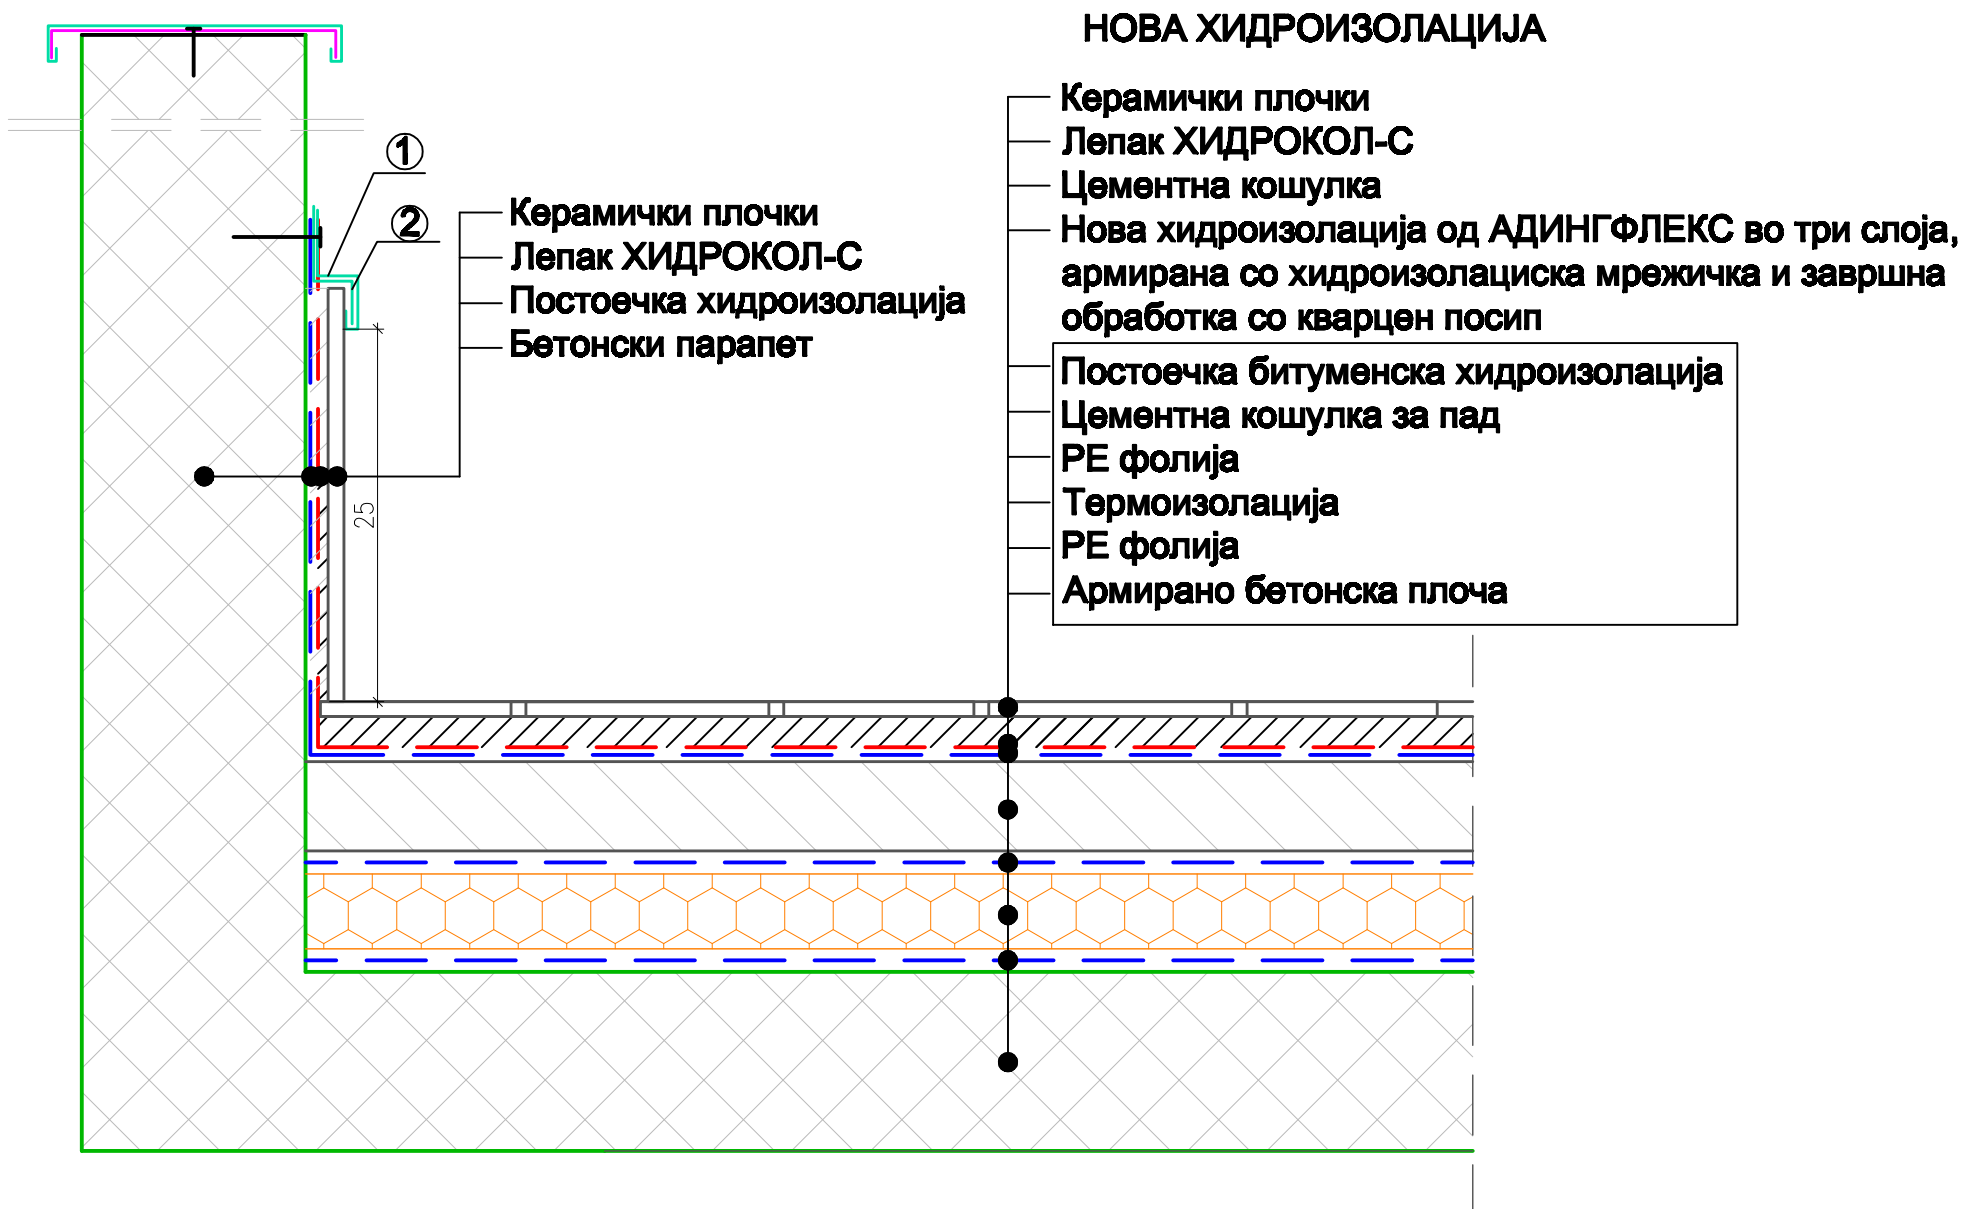 НОВА ХИДРОИЗОЛАЦИЈА
Керамички плочки
Лепак ХИДРОКОЛ-С
Цементна кошулка
Нова хидроизолација од АДИНГФЛЕКС во три слоја,
армирана со хидроизолациска мрежичка и завршна
обработка со кварцен посип
Постоечка битуменска хидроизолација
Цементна кошулка за пад
РЕ фолија
Термоизолација
РЕ фолија
Армирано бетонска плоча
1
2
Керамички плочки
Лепак ХИДРОКОЛ-С
Постоечка хидроизолација
Бетонски парапет
25